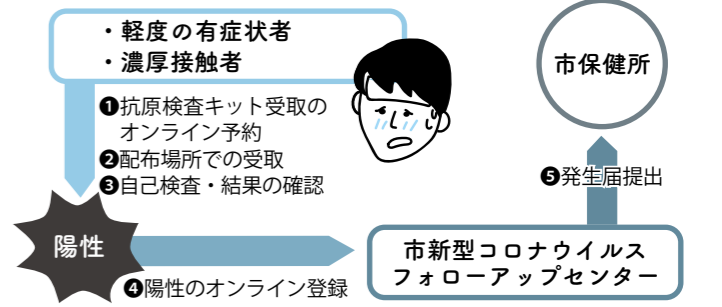 ・軽度の有症状者
・濃厚接触者
❶抗原検査キット受取の
オンライン予約
❷配布場所での受取
❸自己検査・結果の確認
陽性
❹陽性のオンライン登録
市新型コロナウイルス
フォローアップセンター
❺発生届提出
市保健所